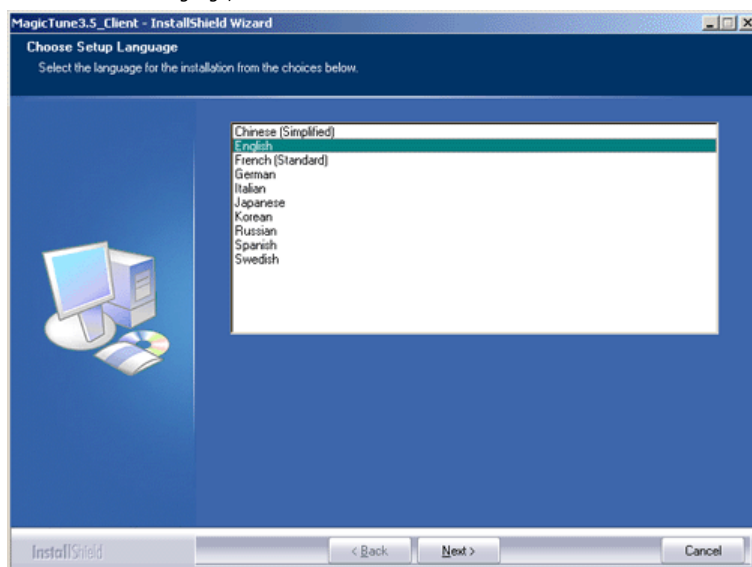 MagicTune3.5_Client - InstallShield Wizard
Choose Setup Language
Select the language for the installation from the choices below.
Chinese (Simplified)
English
French (Standard)
German
Italian
Japanese
Korean
Russian
Spanish
Swedish
InstallShield
< Back
Next >
Cancel